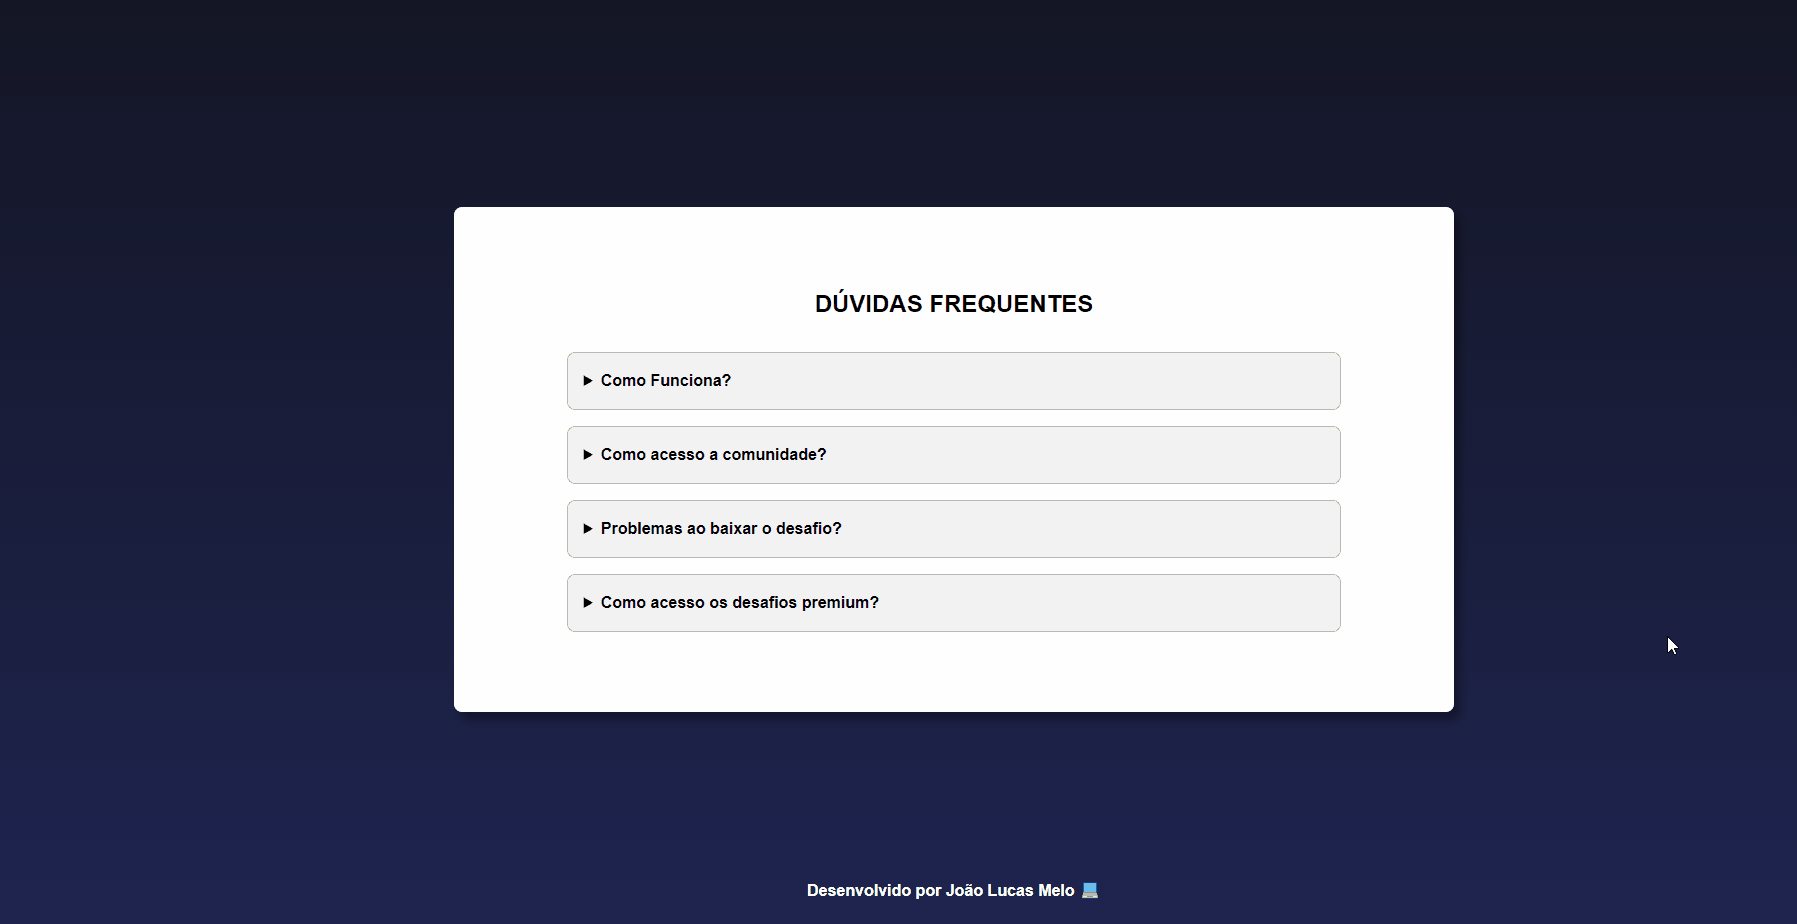 DÚVIDAS FREQUENTES
Como Funciona?
Como acesso a comunidade?
Problemas ao baixar o desafio?
Como acesso os desafios premium?
Desenvolvido por João Lucas Melo 💻